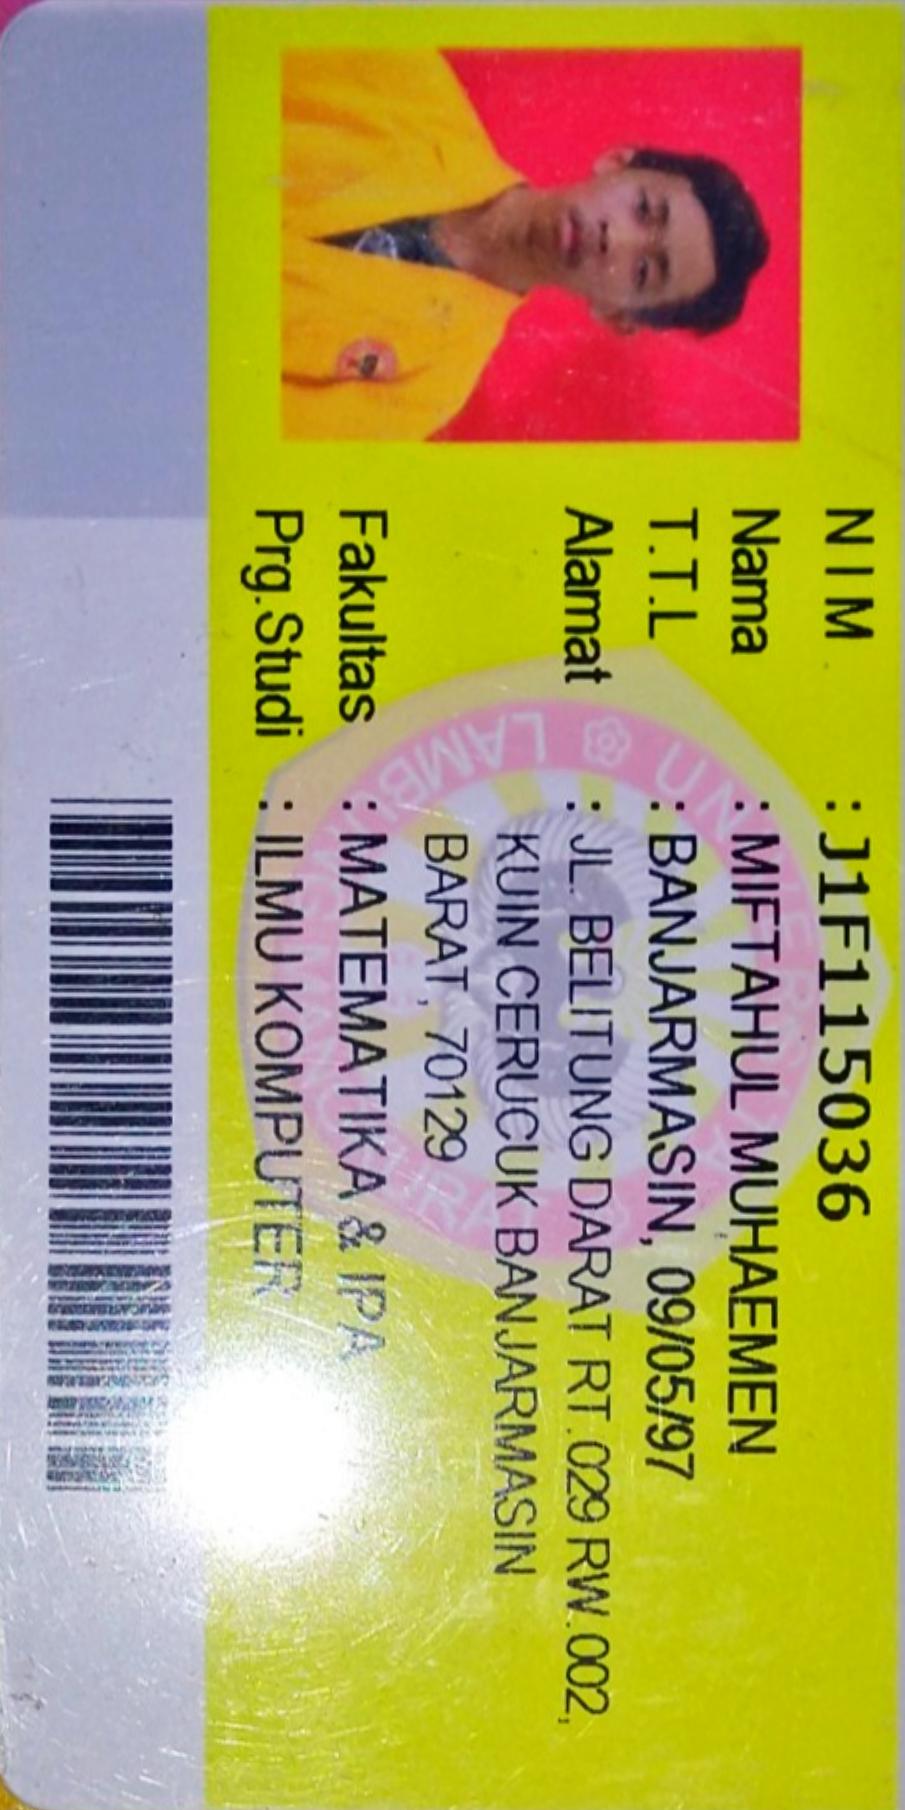 NIM : J1F115036
Nama : MIFTAHUL MUHAEMEN
T.T.L : BANJARMASIN, 09/05/97
Alamat : JL. BELITUNG DARAT RT.029 RW.002,
KUIN CERUCUK BANJARMASIN
BARAT, 70129
Fakultas : MATEMATIKA & IPA
Prg.Studi : ILMU KOMPUTER